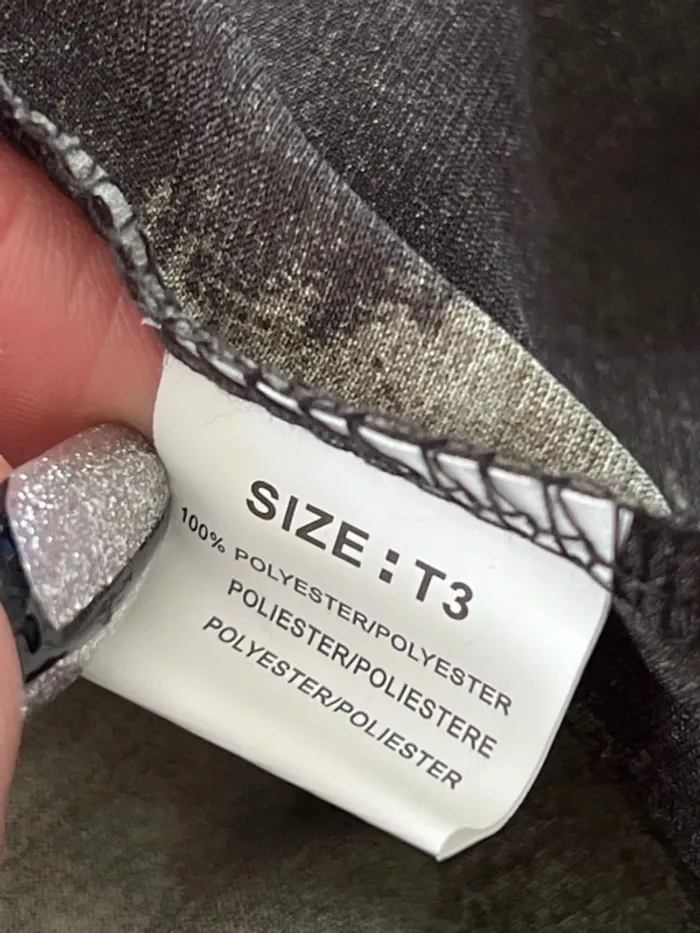 SIZE:T3
100% POLYESTER/POLYESTER
POLIESTER/POLIESTERE
POLYESTER/POLIESTER